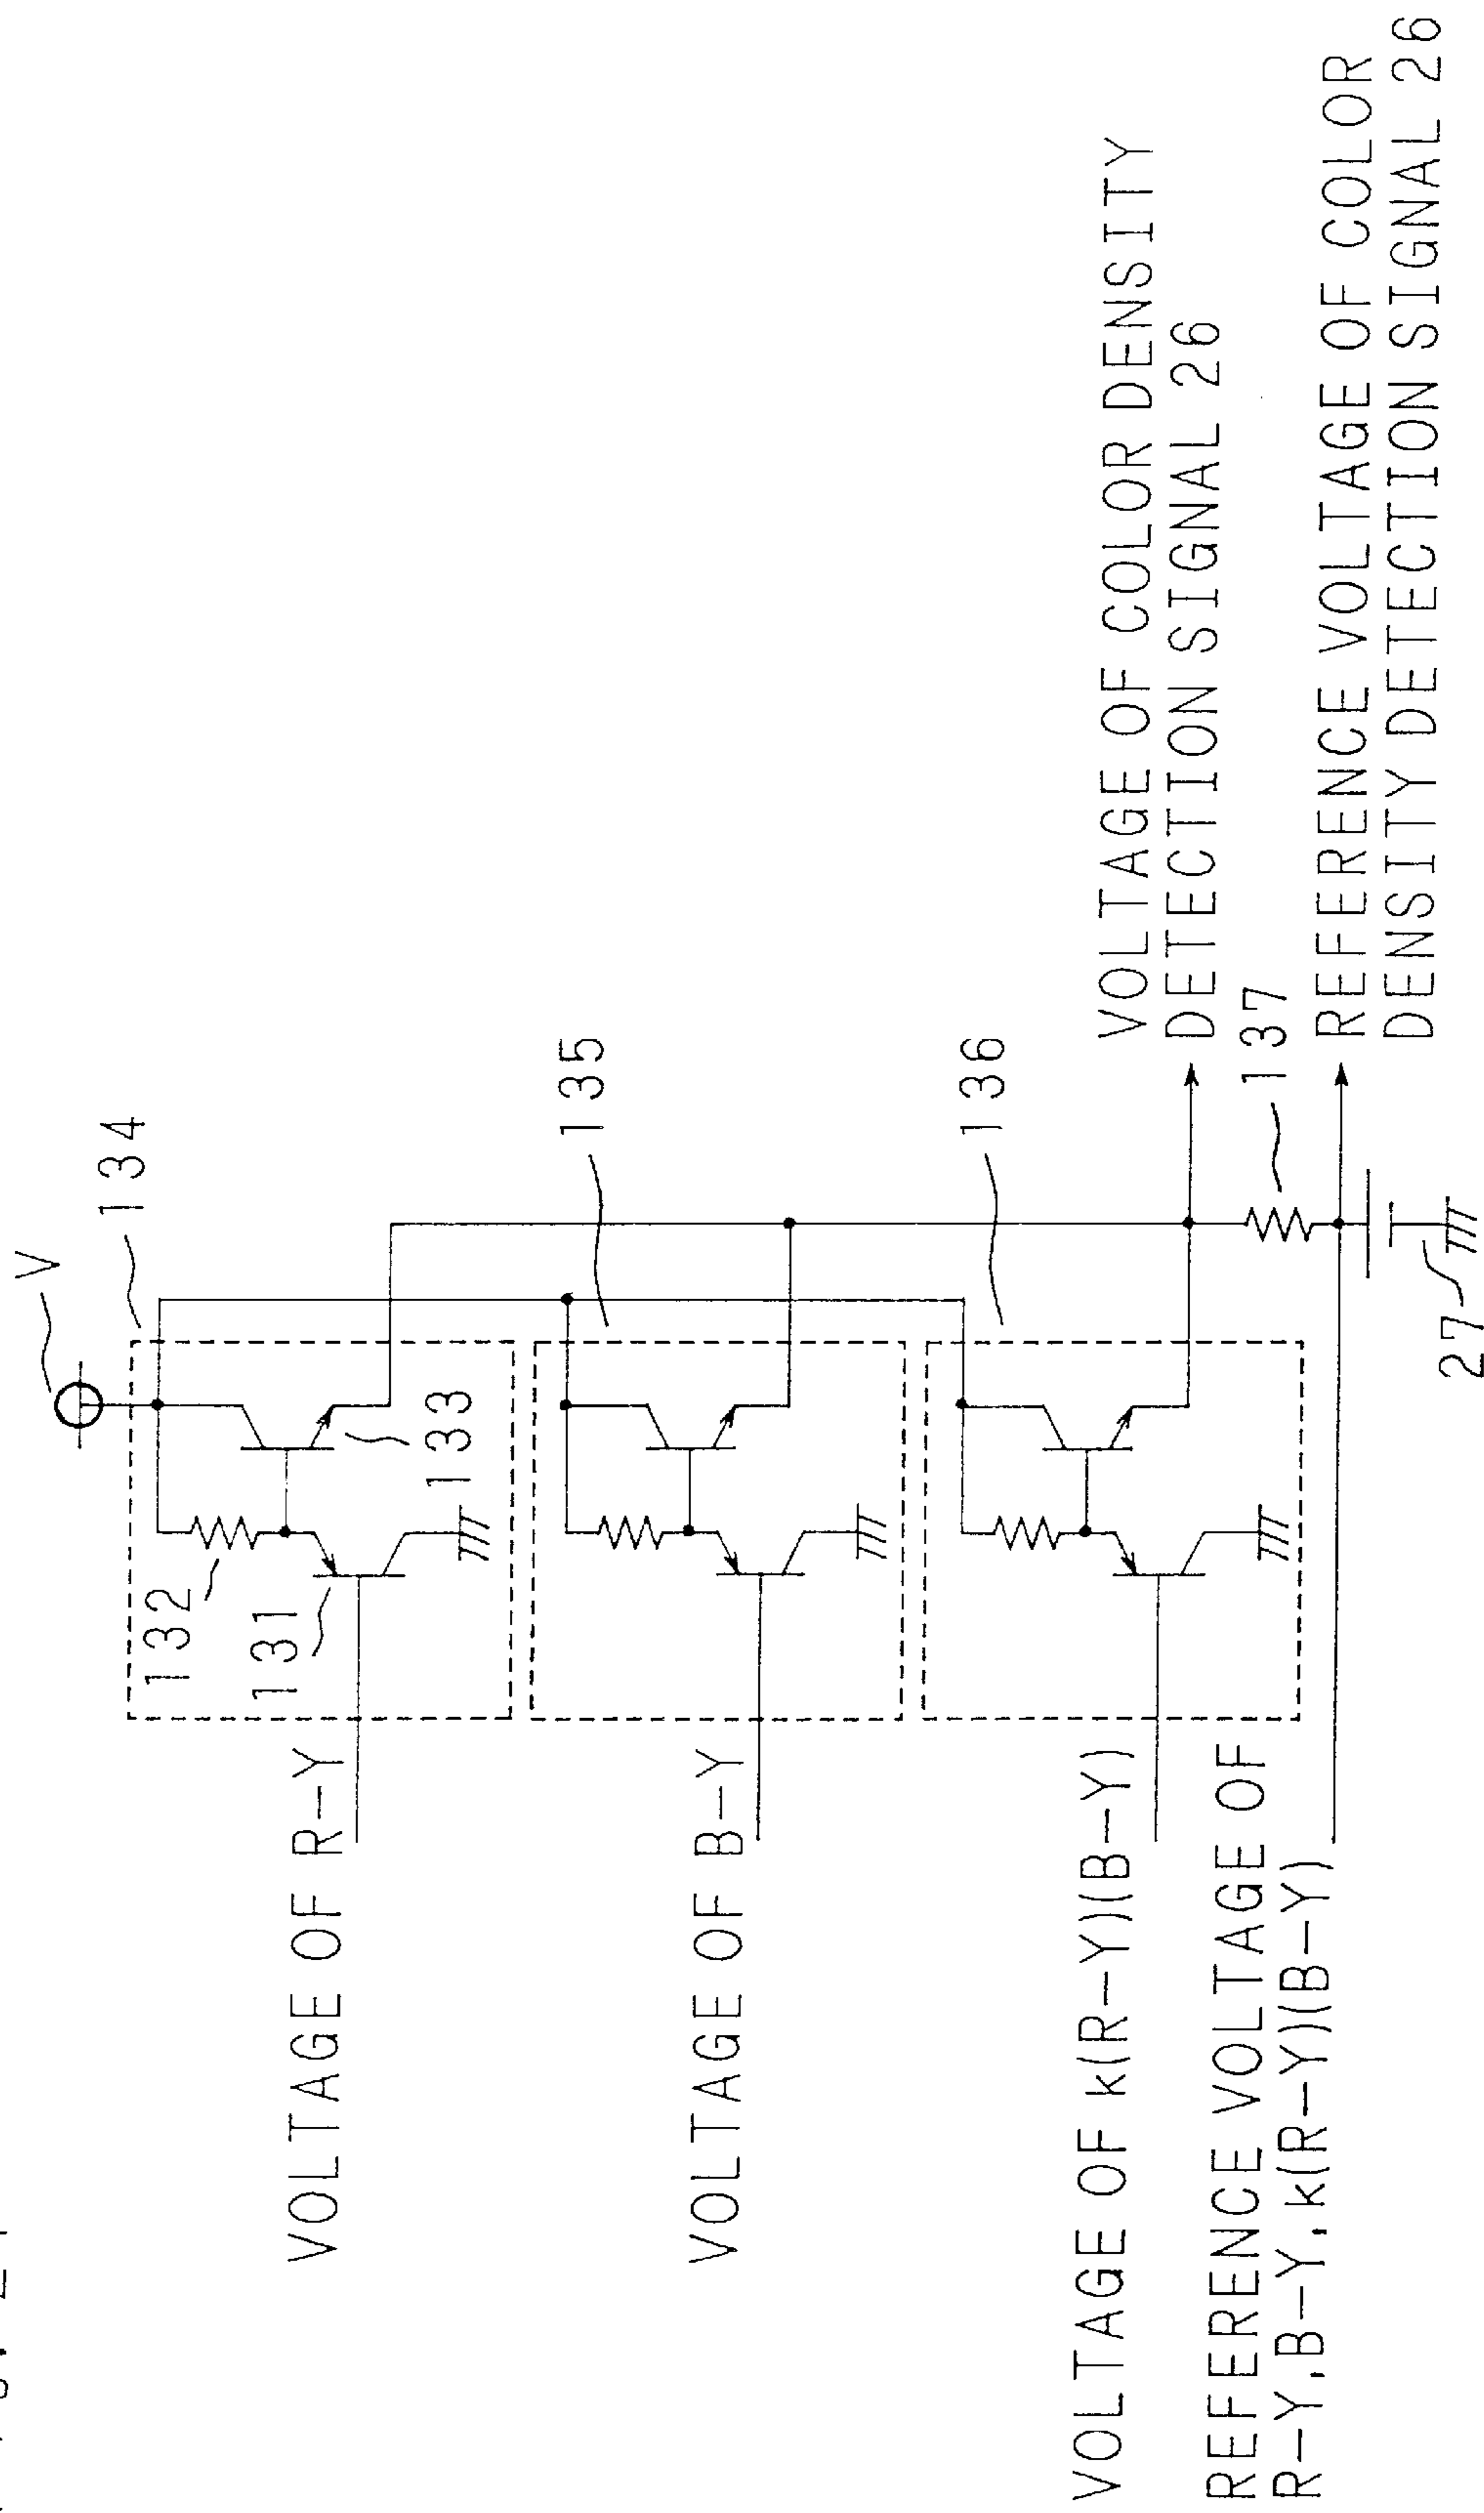 V
134
132
131
133
VOLTAGE OF R-Y
135
VOLTAGE OF B-Y
136
VOLTAGE OF k(R-Y)(B-Y)
VOLTAGE OF COLOR DENSITY
DETECTION SIGNAL 26
137
REFERENCE VOLTAGE OF
R-Y,B-Y,k(R-Y)(B-Y)
REFERENCE VOLTAGE OF COLOR
DENSITY DETECTION SIGNAL 26
27